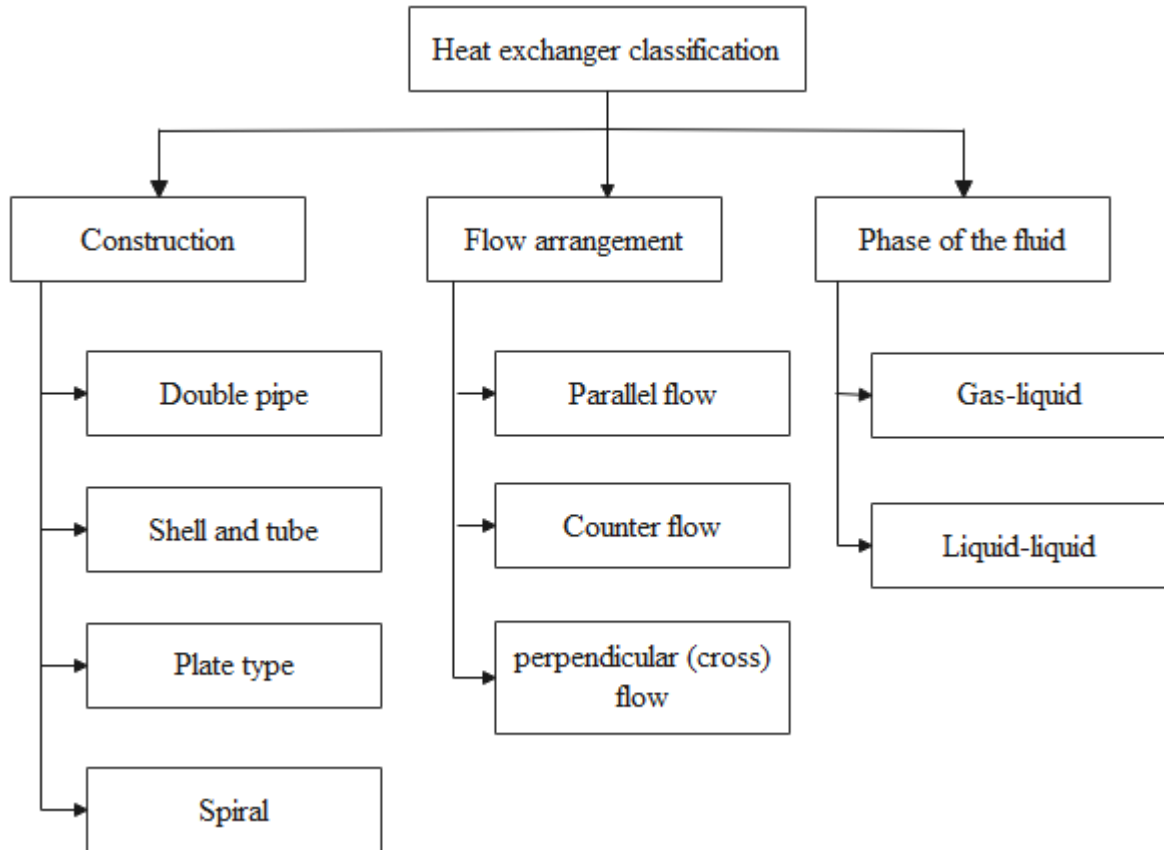 Heat exchanger classification
Construction
Flow arrangement
Phase of the fluid
Double pipe
Parallel flow
Gas-liquid
Shell and tube
Counter flow
Liquid-liquid
Plate type
perpendicular (cross)
flow
Spiral